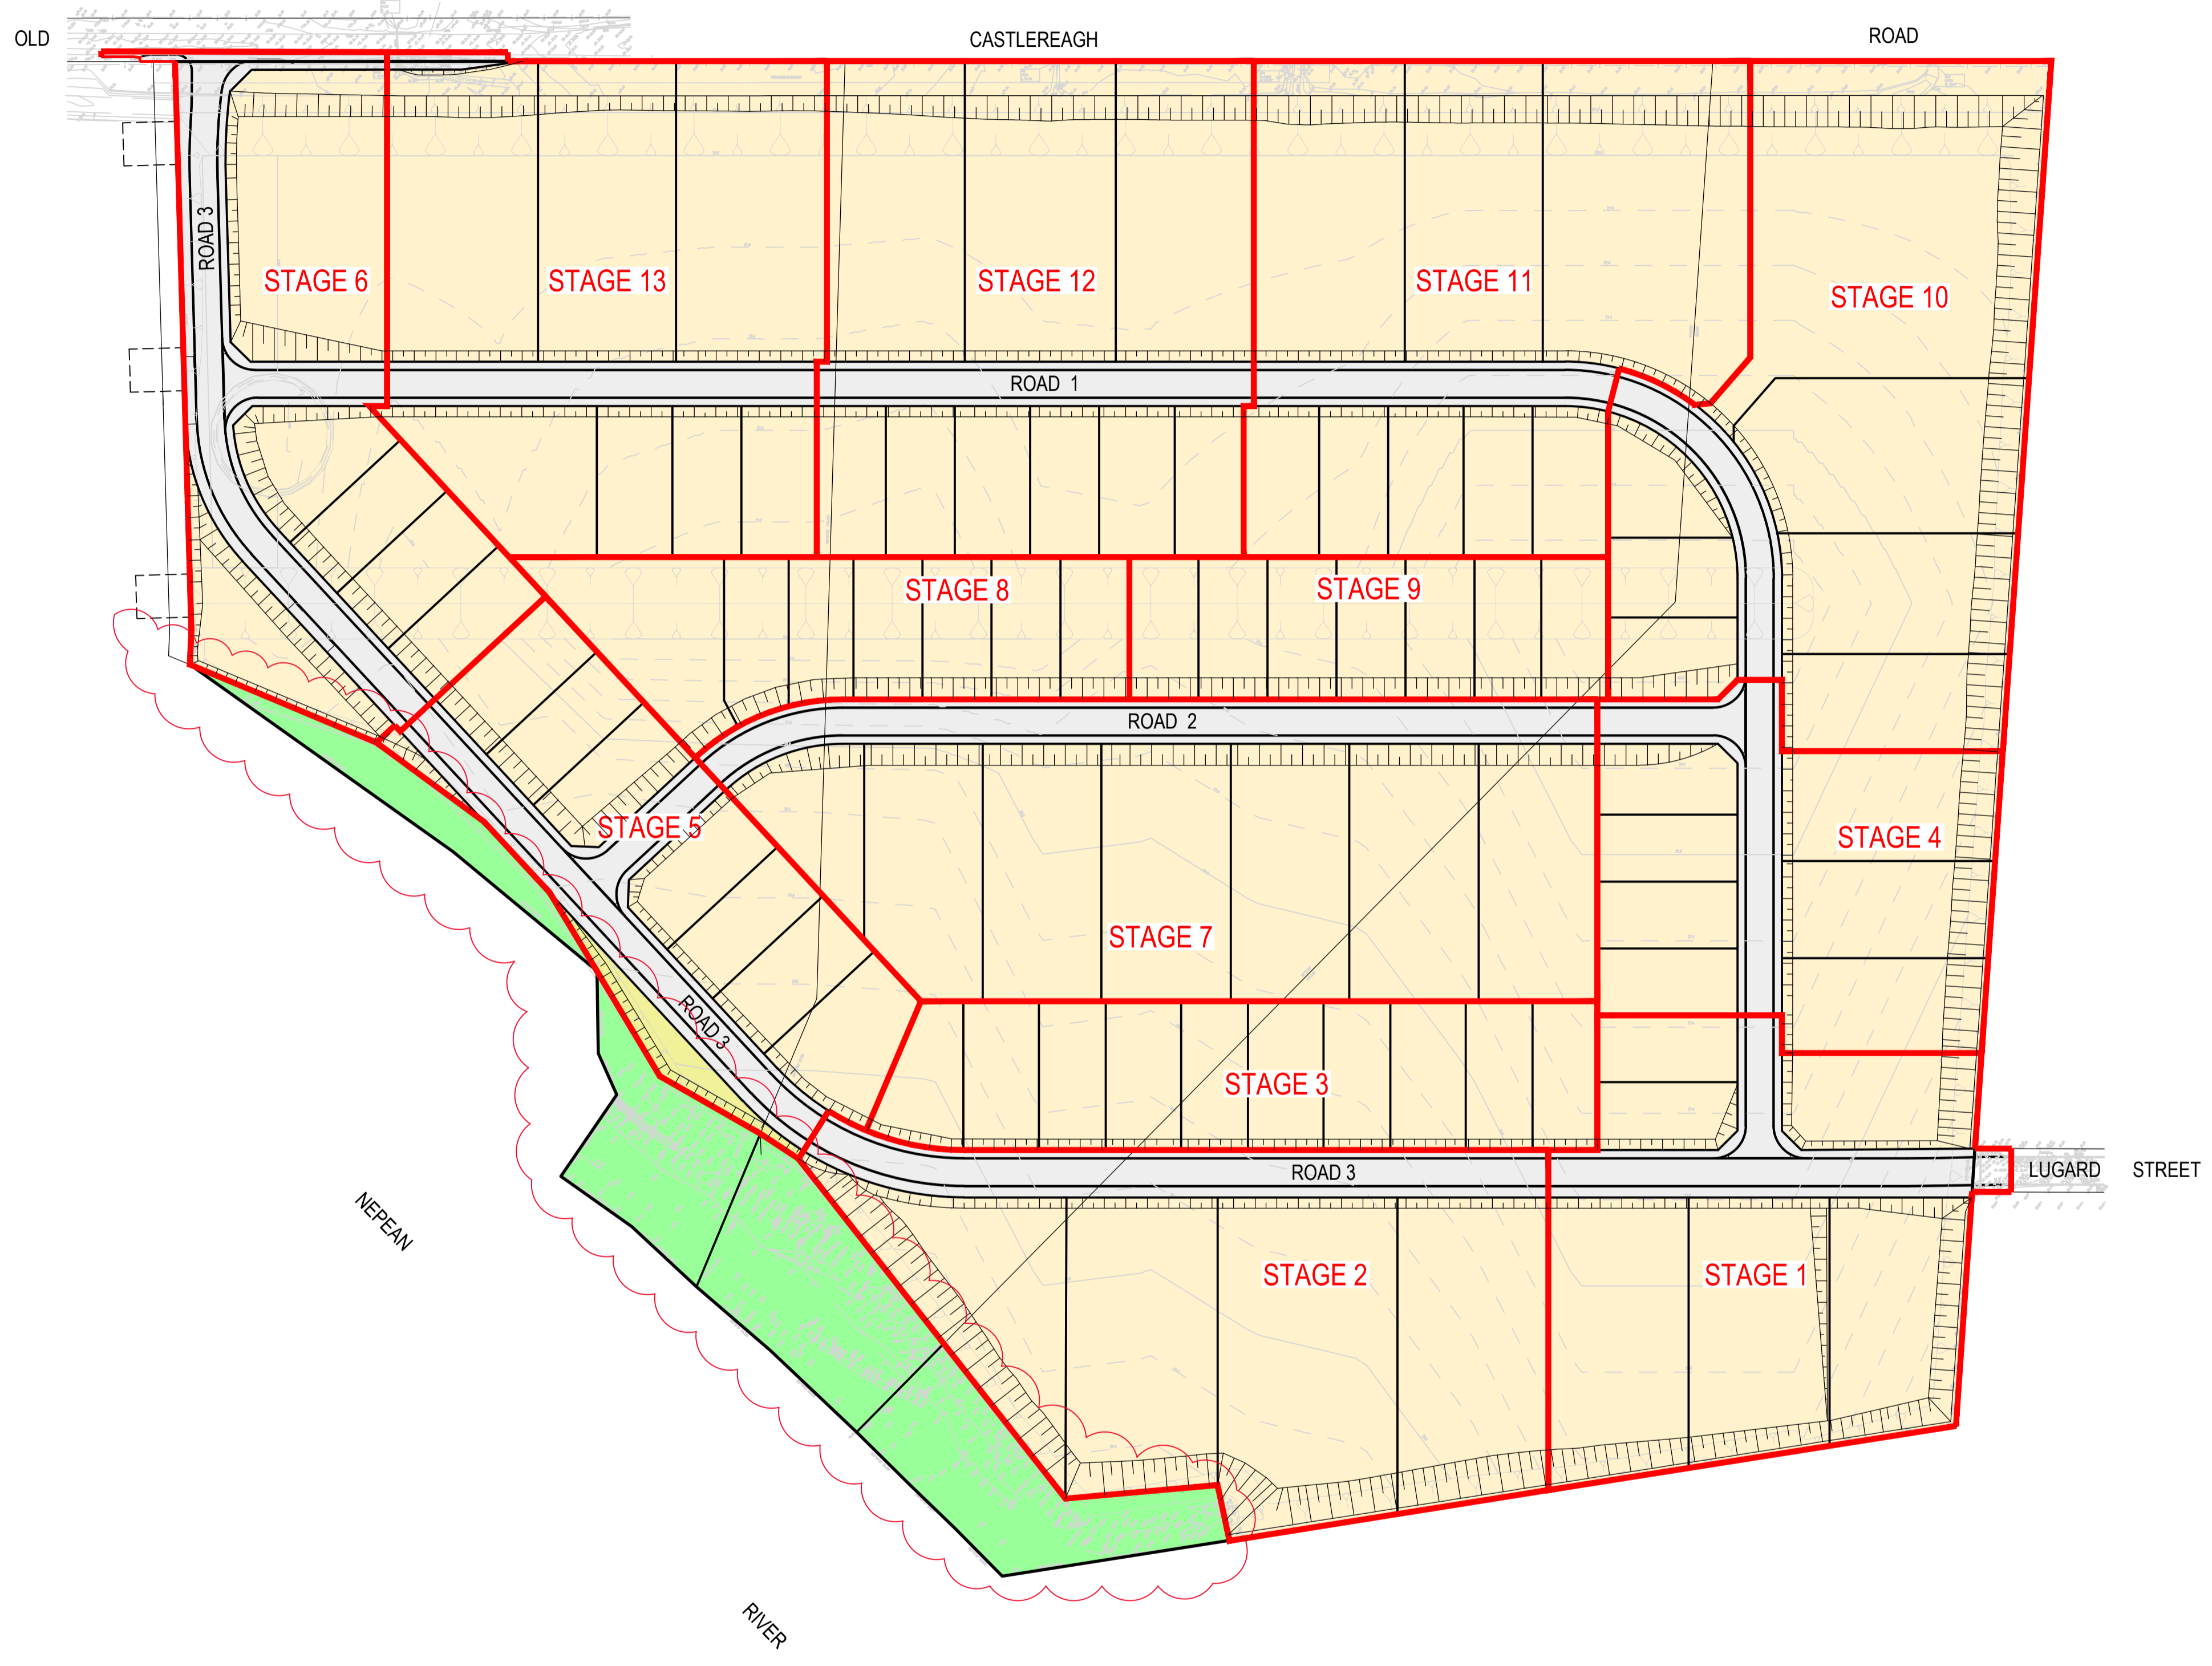 OLD CASTLEREAGH ROAD
ROAD 3
STAGE 6
STAGE 13
STAGE 12
STAGE 11
STAGE 10
ROAD 1
STAGE 8
STAGE 9
ROAD 2
STAGE 5
STAGE 4
STAGE 7
ROAD 3
STAGE 3
ROAD 3
LUGARD STREET
NEPEAN
STAGE 2
STAGE 1
RIVER